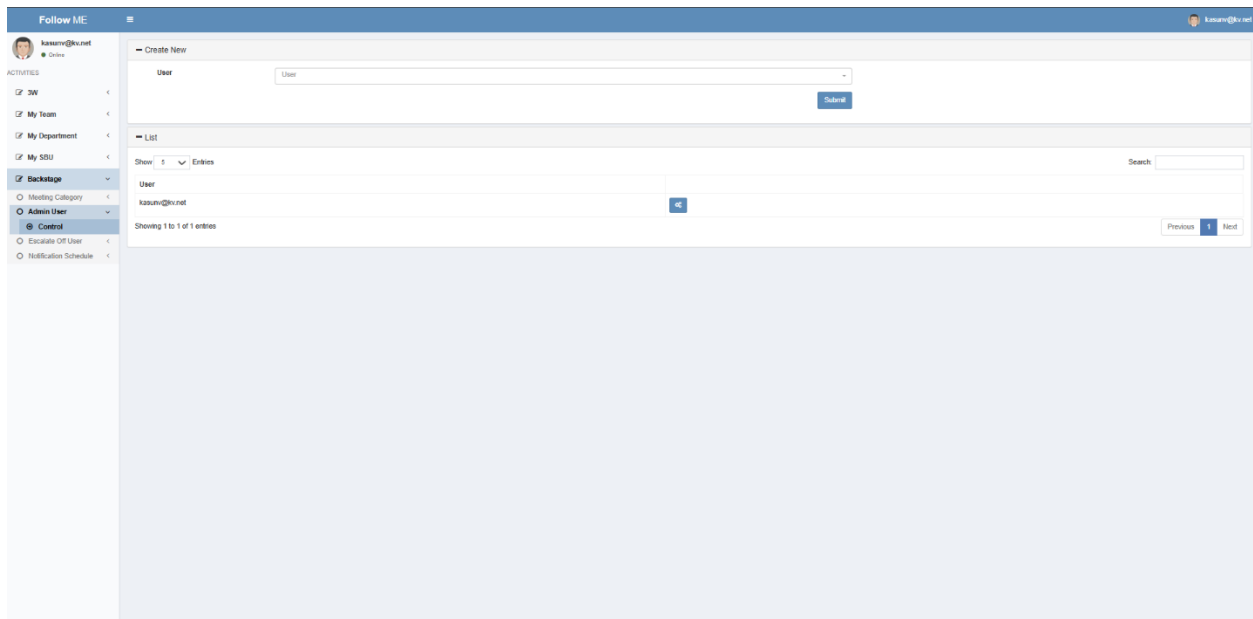 Follow ME
kasunv@kv.net
kasunv@kv.net
Online
ACTIVITIES
3W
My Team
My Department
My SBU
Backstage
Meeting Category
Admin User
Control
Escalate Off User
Notification Schedule
Create New
User
User
Submit
List
Show 5 Entries
Search:
User
kasunv@kv.net
Showing 1 to 1 of 1 entries
Previous 1 Next